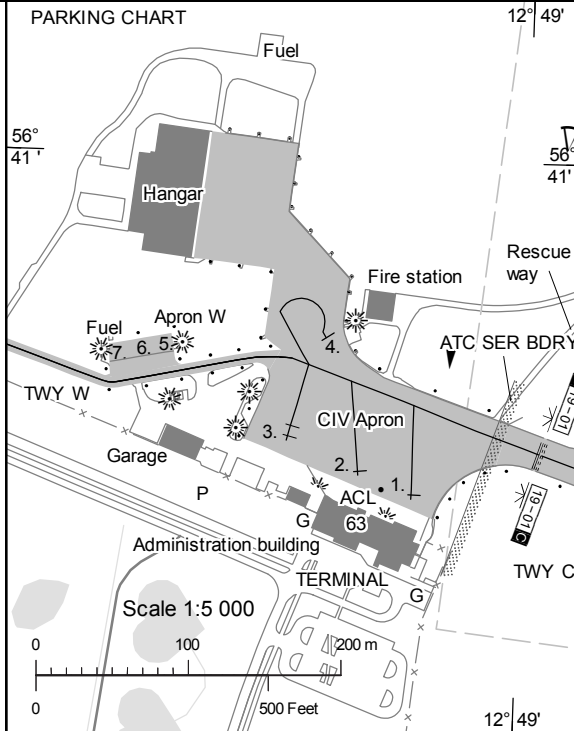 PARKING CHART
12° 49'
Fuel
56°
41 '
56°
41'
Hangar
Rescue
way
Fire station
Apron W
Fuel
7. 6. 5.
4.
ATC SER BDRY
TWY W
CIV Apron
19-01
3.
2.
1.
Garage
P
ACL
63
G
19-01 C
Administration building
TERMINAL
G
TWY C
Scale 1:5 000
0 100 200 m
0 500 Feet
12° 49'